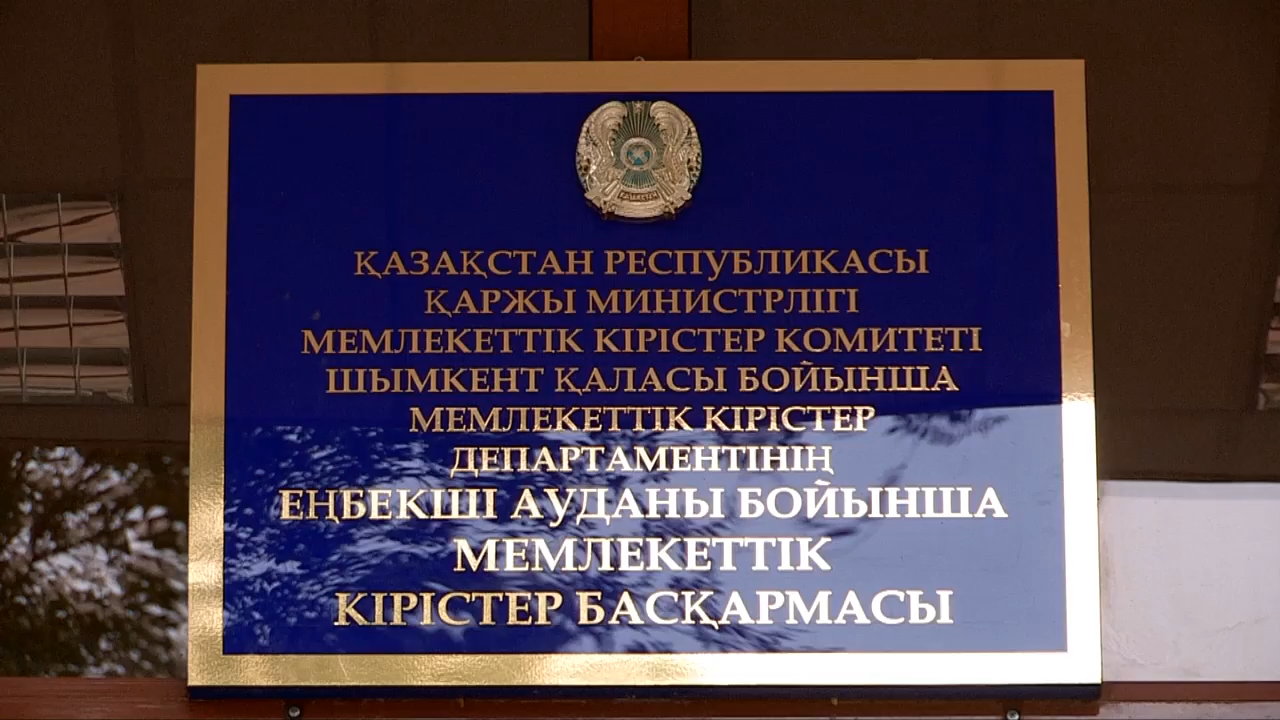 ҚАЗАҚСТАН РЕСПУБЛИКАСЫ
ҚАРЖЫ МИНИСТРЛІГІ
МЕМЛЕКЕТТІК КІРІСТЕР КОМИТЕТІ
ШЫМКЕНТ ҚАЛАСЫ БОЙЫНША
МЕМЛЕКЕТТІК КІРІСТЕР
ДЕПАРТАМЕНТІНІҢ
ЕҢБЕКШІ АУДАНЫ БОЙЫНША
МЕМЛЕКЕТТІК
КІРІСТЕР БАСҚАРМАСЫ